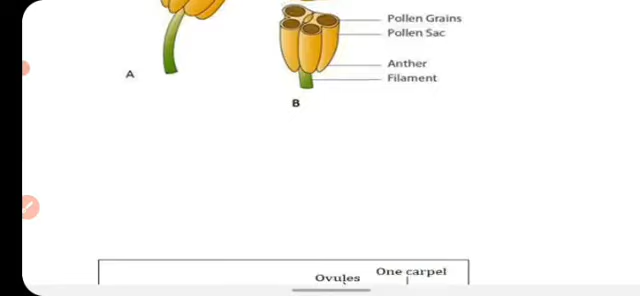 Pollen Grains
Pollen Sac
Anther
Filament
A
B
One carpel
Ovules